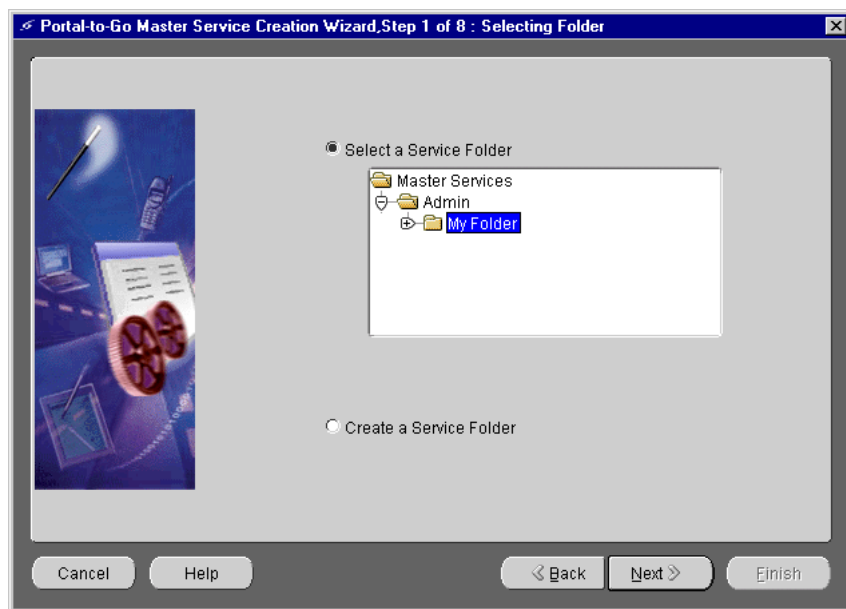 Portal-to-Go Master Service Creation Wizard,Step 1 of 8 : Selecting Folder
Select a Service Folder
Master Services
Admin
My Folder
Create a Service Folder
Cancel Help Back Next Finish